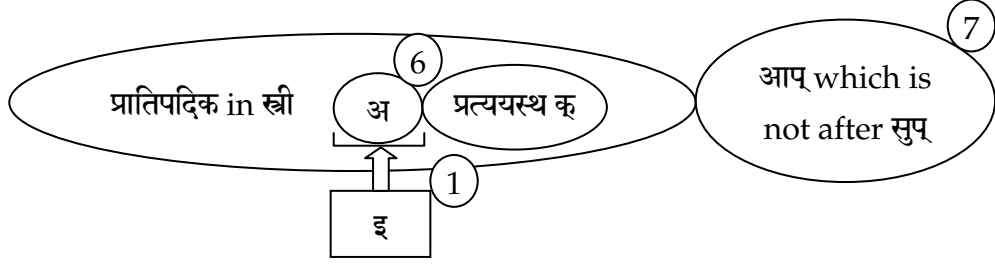 7
6
आप् which is
प्रातिपदिक in स्त्री
अ
प्रत्ययस्थ क्
not after सुप्
1
इ